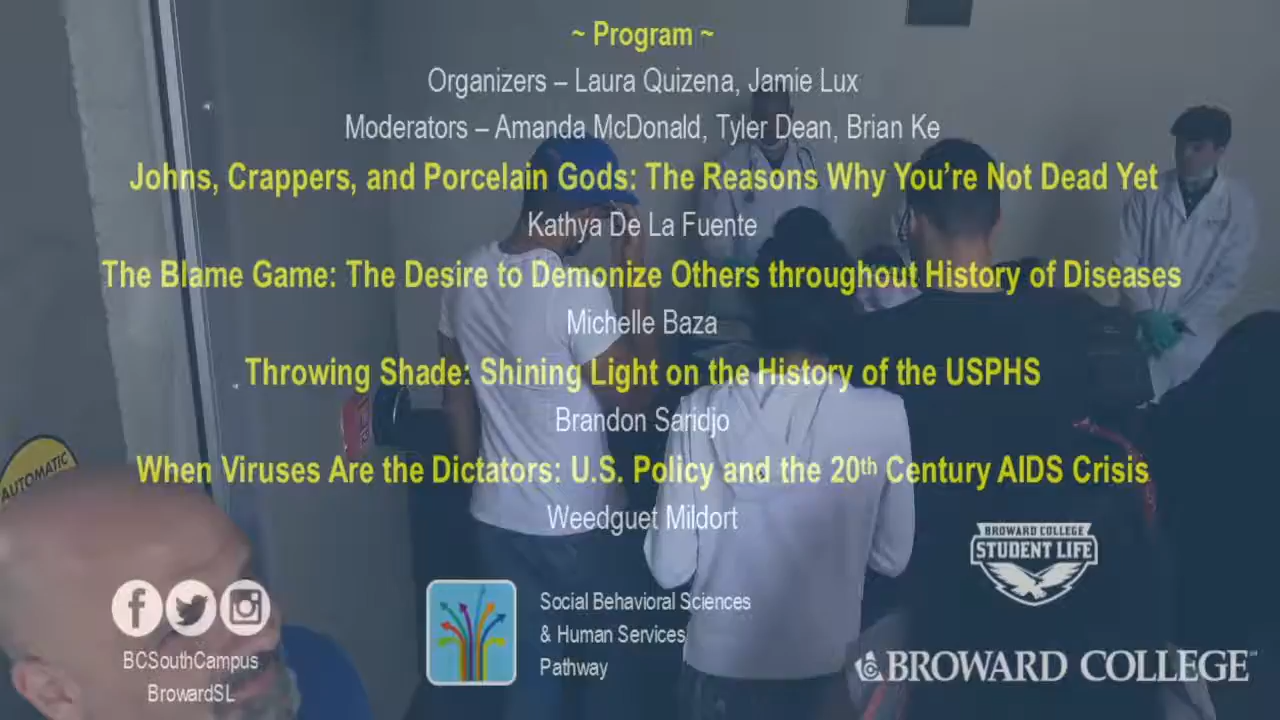 ~ Program ~
Organizers – Laura Quizena, Jamie Lux
Moderators – Amanda McDonald, Tyler Dean, Brian Ke
Johns, Crappers, and Porcelain Gods: The Reasons Why You're Not Dead Yet
Kathya De La Fuente
The Blame Game: The Desire to Demonize Others throughout History of Diseases
Michelle Baza
Throwing Shade: Shining Light on the History of the USPHS
Brandon Saridjo
When Viruses Are the Dictators: U.S. Policy and the 20th Century AIDS Crisis
Weedguet Mildort
AUTOMATIC
BROWARD COLLEGE
STUDENT LIFE
BCSouthCampus
BrowardSL
Social Behavioral Sciences
& Human Services
Pathway
BROWARD COLLEGE